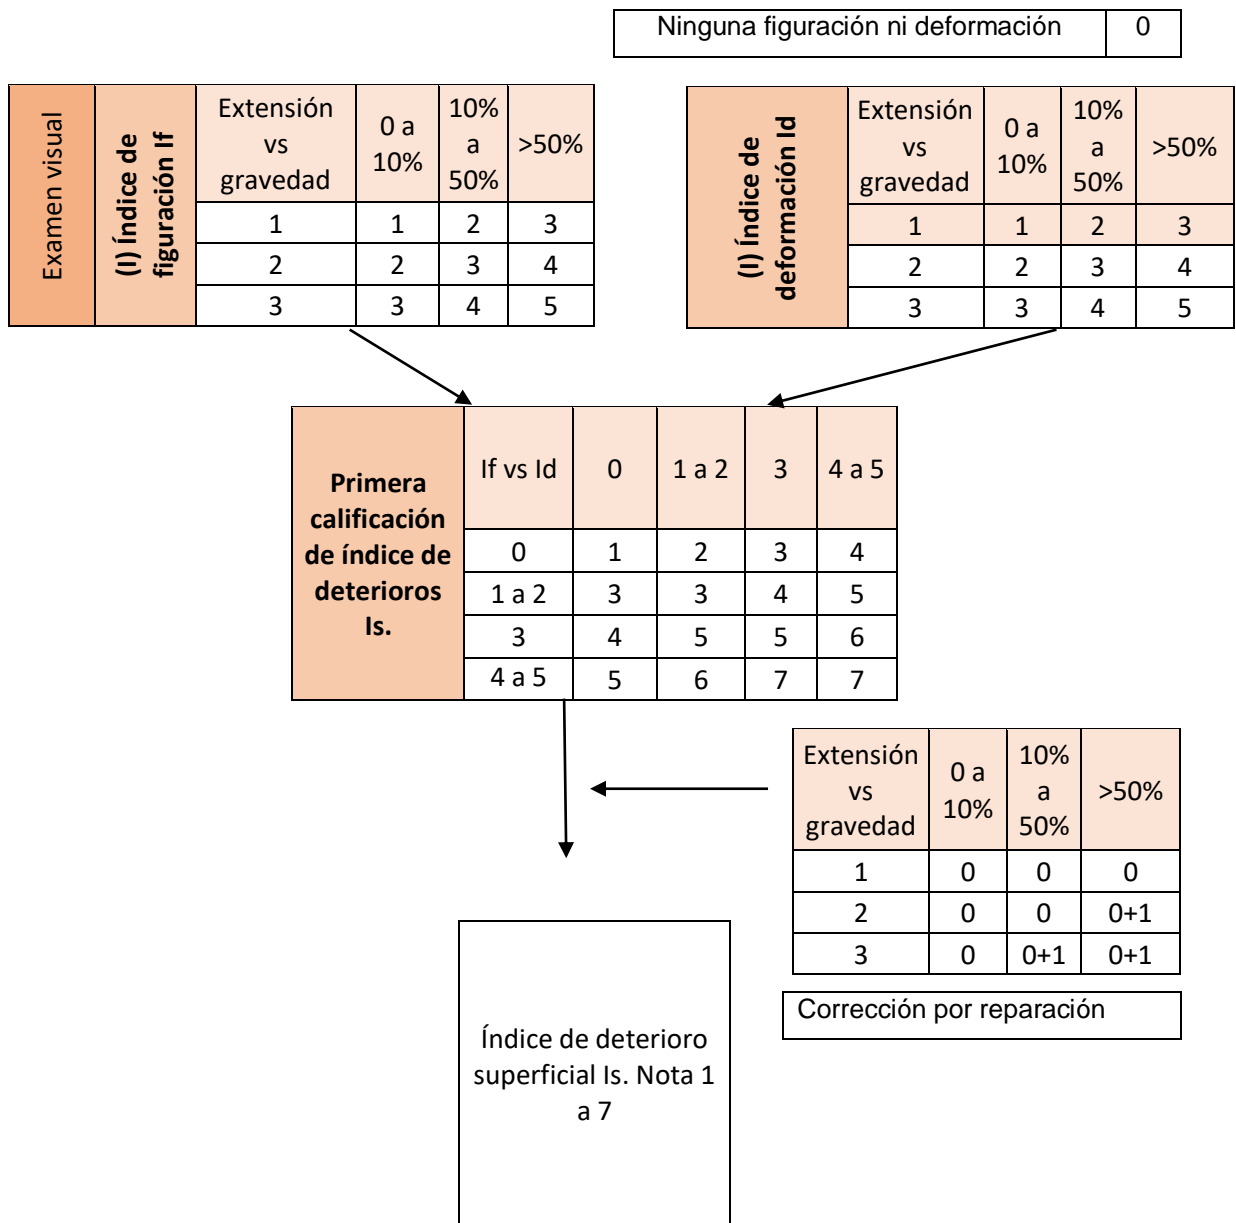 Ninguna figuración ni deformación 0
Examen visual
(I) Índice de
figuración If
Extensión
vs
gravedad
0 a
10%
10%
a
50%
>50%
1 1 2 3
2 2 3 4
3 3 4 5
(I) Índice de
deformación Id
Extensión
vs
gravedad
0 a
10%
10%
a
50%
>50%
1 1 2 3
2 2 3 4
3 3 4 5
Primera
calificación
de índice de
deterioros
Is.
If vs Id 0 1 a 2 3 4 a 5
0 1 2 3 4
1 a 2 3 3 4 5
3 4 5 5 6
4 a 5 5 6 7 7
Extensión
vs
gravedad
0 a
10%
10%
a
50%
>50%
1 0 0 0
2 0 0 0+1
3 0 0+1 0+1
Corrección por reparación
Índice de deterioro
superficial Is. Nota 1
a 7